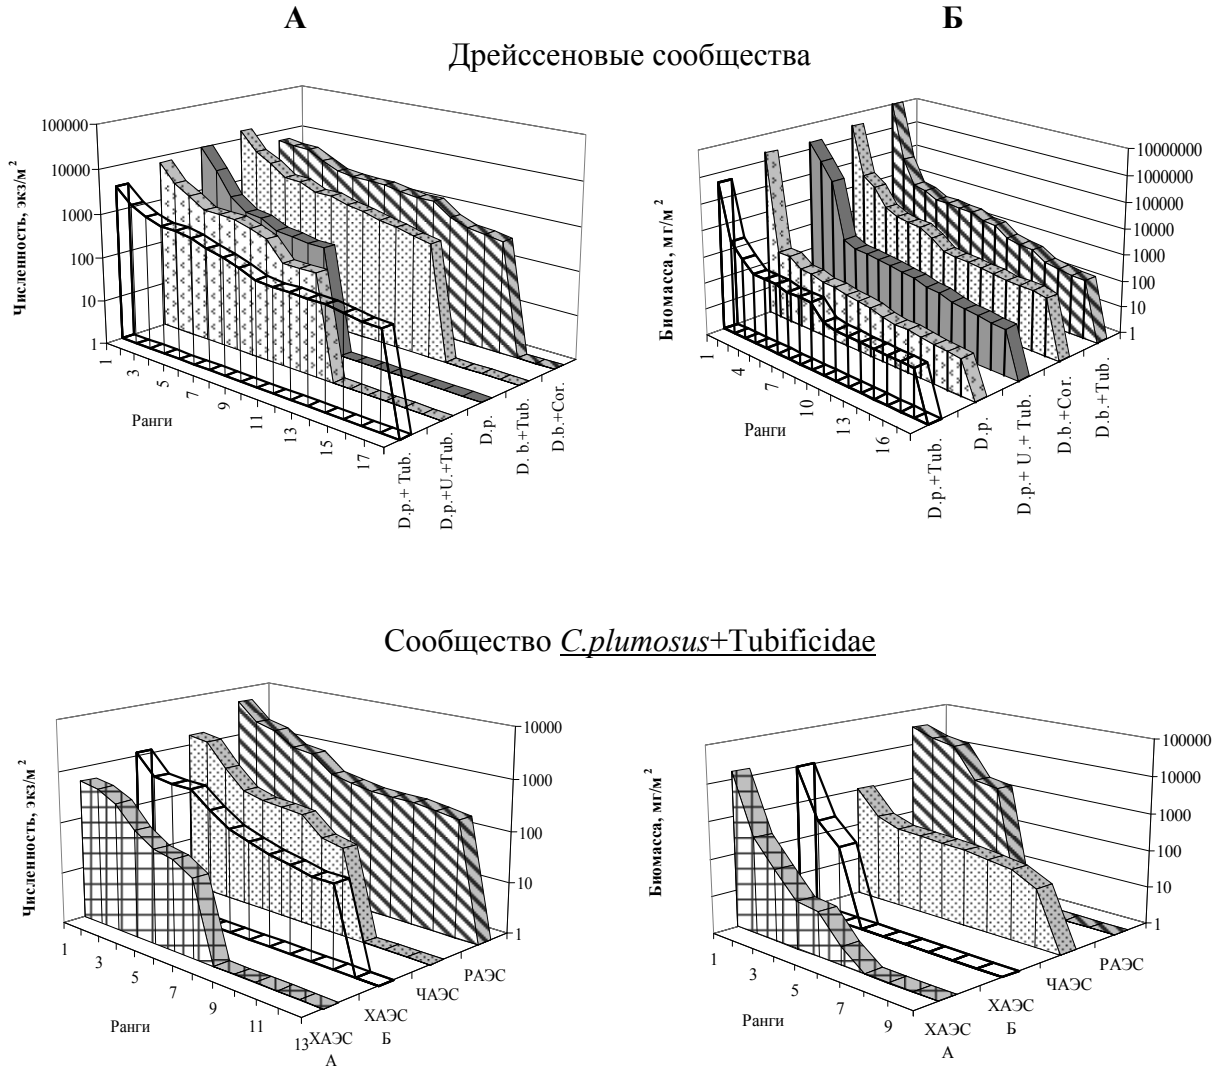 А
Б
Дрейссеновые сообщества
Численность, экз/м 2
100000
10000
1000
100
10
1
1
3
5
7
9
11
13
15
17
Ранги
D.p.+ Tub.
D.p.+U.+Tub.
D.p.
D. b.+Tub.
D.b.+Cor.
Биомасса, мг/м 2
10000000
1000000
100000
10000
1000
100
10
1
1
4
7
10
13
16
Ранги
D.p.+Tub.
D.p.
D.p.+ U.+ Tub.
D.b.+Cor.
D.b.+Tub.
Сообщество C.plumosus+Tubificidae
Численность, экз/м 2
10000
1000
100
10
1
1
3
5
7
9
11
13
Ранги
ХАЭС
А
ХАЭС
Б
ЧАЭС
РАЭС
Биомасса, мг/м 2
100000
10000
1000
100
10
1
1
3
5
7
9
Ранги
ХАЭС
А
ХАЭС
Б
ЧАЭС
РАЭС